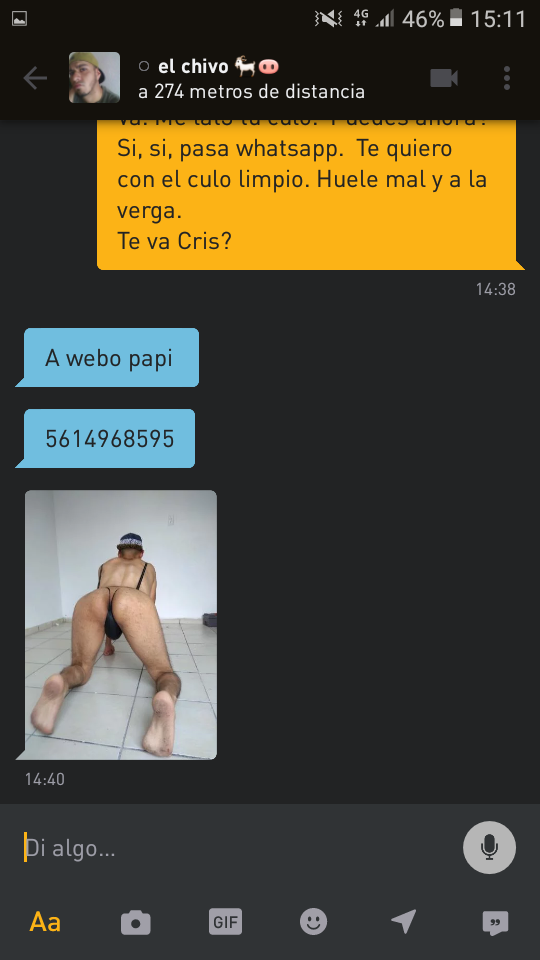 4G 46% 15:11
el chivo 🐐🐽
a 274 metros de distancia
Si, si, pasa whatsapp. Te quiero
con el culo limpio. Huele mal y a la
verga.
Te va Cris?
14:38
A webo papi
5614968595
14:40
Di algo...
Aa
GIF